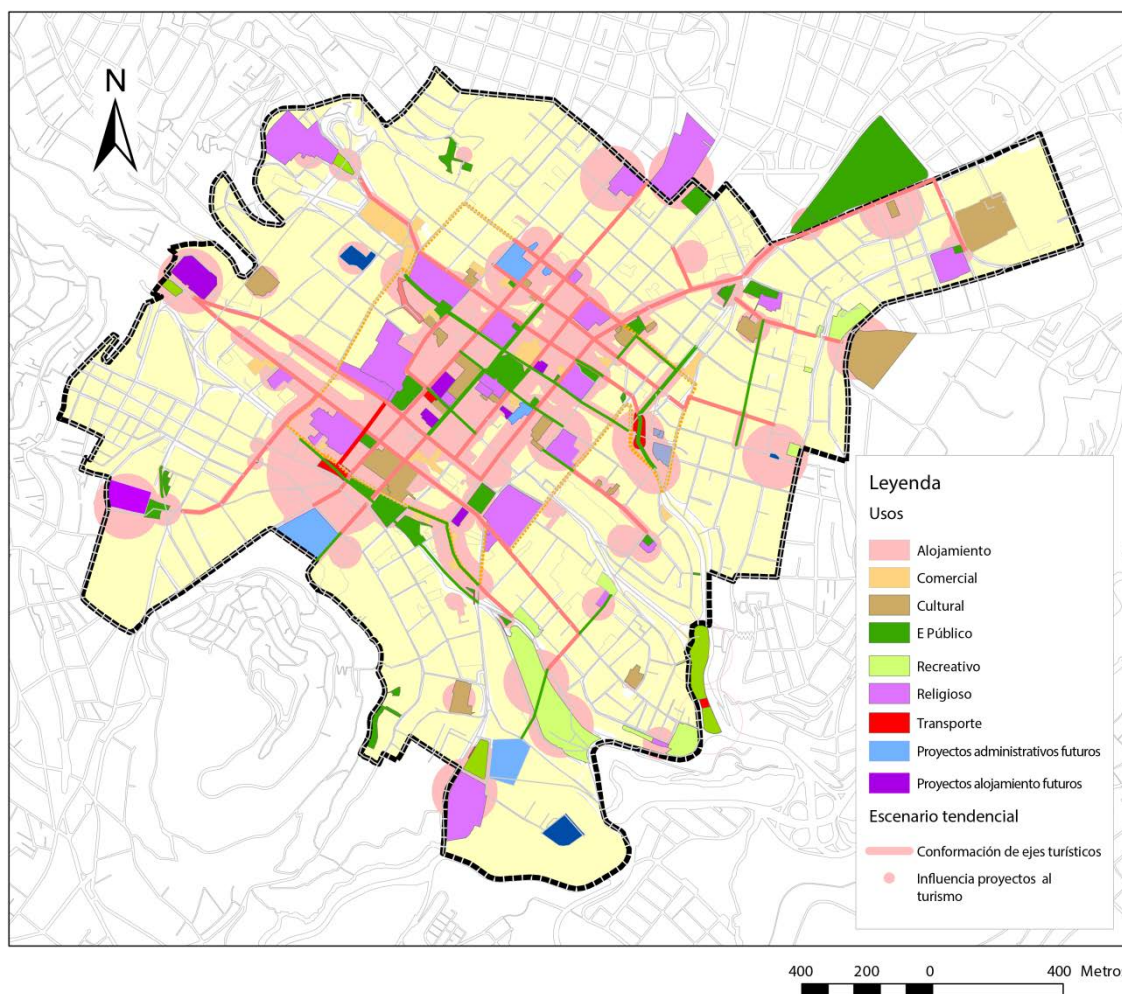 N
Leyenda
Usos
Alojamiento
Comercial
Cultural
E Público
Recreativo
Religioso
Transporte
Proyectos administrativos futuros
Proyectos alojamiento futuros
Escenario tendencial
Conformación de ejes turísticos
Influencia proyectos al
turismo
400 200 0 400 Metros